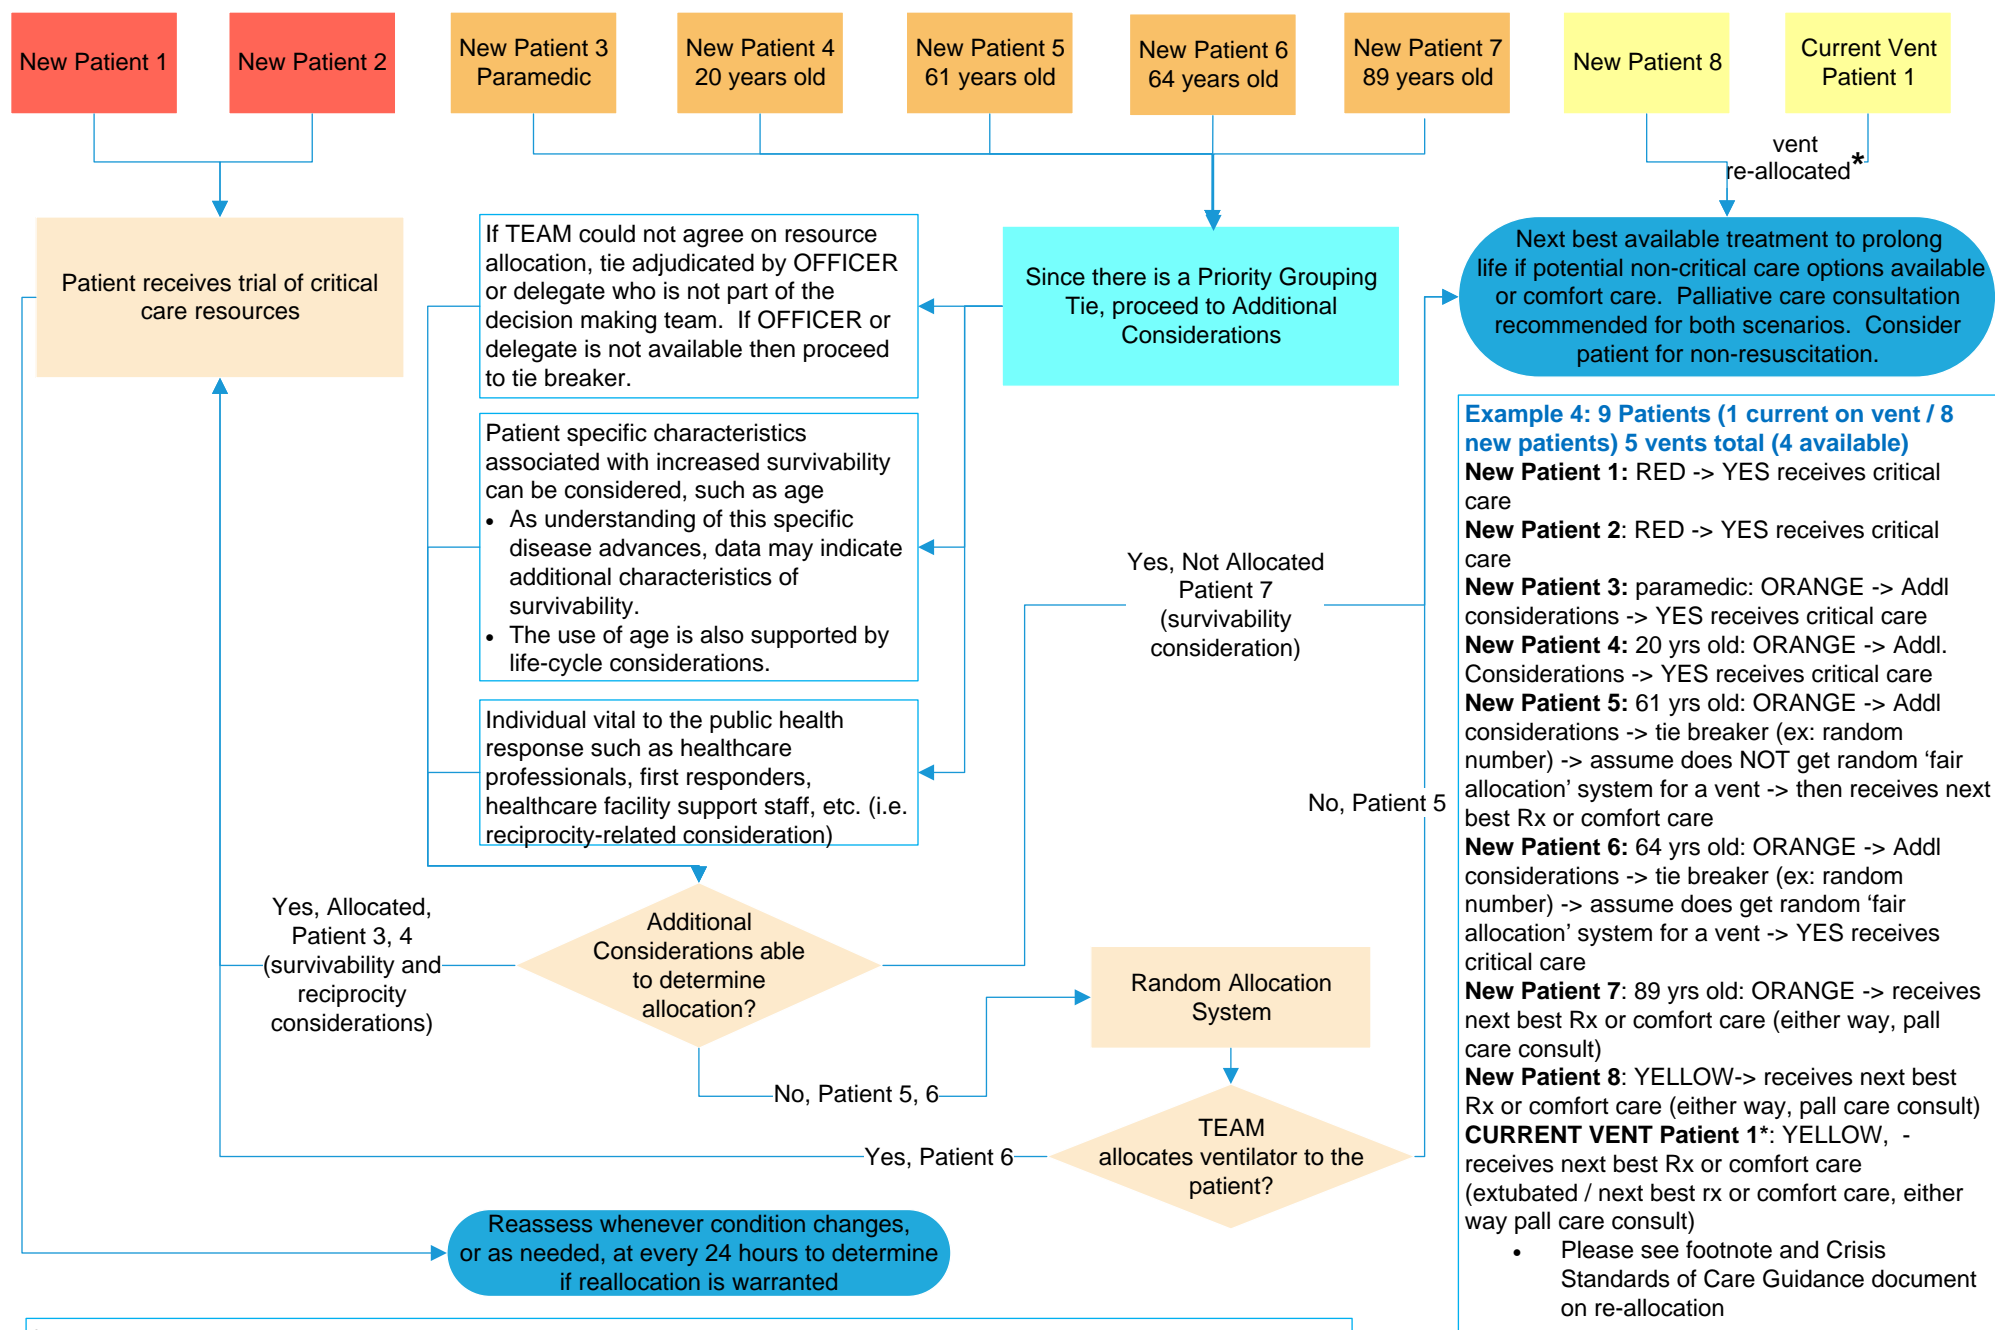 New Patient 1
New Patient 2
New Patient 3
Paramedic
New Patient 4
20 years old
New Patient 5
61 years old
New Patient 6
64 years old
New Patient 7
89 years old
New Patient 8
Current Vent
Patient 1
vent
re-allocated*
Patient receives trial of critical
care resources
If TEAM could not agree on resource
allocation, tie adjudicated by OFFICER
or delegate who is not part of the
decision making team.  If OFFICER or
delegate is not available then proceed
to tie breaker.
Since there is a Priority Grouping
Tie, proceed to Additional
Considerations
Next best available treatment to prolong
life if potential non-critical care options available
or comfort care.  Palliative care consultation
recommended for both scenarios.  Consider
patient for non-resuscitation.
Patient specific characteristics
associated with increased survivability
can be considered, such as age
• As understanding of this specific
disease advances, data may indicate
additional characteristics of
survivability.
• The use of age is also supported by
life-cycle considerations.
Individual vital to the public health
response such as healthcare
professionals, first responders,
healthcare facility support staff, etc. (i.e.
reciprocity-related consideration)
Yes, Not Allocated
Patient 7
(survivability
consideration)
No, Patient 5
Yes, Allocated,
Patient 3, 4
(survivability and
reciprocity
considerations)
Additional
Considerations able
to determine
allocation?
Random Allocation
System
No, Patient 5, 6
TEAM
allocates ventilator to the
patient?
Yes, Patient 6
Reassess whenever condition changes,
or as needed, at every 24 hours to determine
if reallocation is warranted
Example 4: 9 Patients (1 current on vent / 8
new patients) 5 vents total (4 available)
New Patient 1: RED -> YES receives critical
care
New Patient 2: RED -> YES receives critical
care
New Patient 3: paramedic: ORANGE -> Addl
considerations -> YES receives critical care
New Patient 4: 20 yrs old: ORANGE -> Addl.
Considerations -> YES receives critical care
New Patient 5: 61 yrs old: ORANGE -> Addl
considerations -> tie breaker (ex: random
number) -> assume does NOT get random ‘fair
allocation’ system for a vent -> then receives next
best Rx or comfort care
New Patient 6: 64 yrs old: ORANGE -> Addl
considerations -> tie breaker (ex: random
number) -> assume does get random ‘fair
allocation’ system for a vent -> YES receives
critical care
New Patient 7: 89 yrs old: ORANGE -> receives
next best Rx or comfort care (either way, pall
care consult)
New Patient 8: YELLOW-> receives next best
Rx or comfort care (either way, pall care consult)
CURRENT VENT Patient 1*: YELLOW,  -
receives next best Rx or comfort care
(extubated / next best rx or comfort care, either
way pall care consult)
• Please see footnote and Crisis
Standards of Care Guidance document
on re-allocation